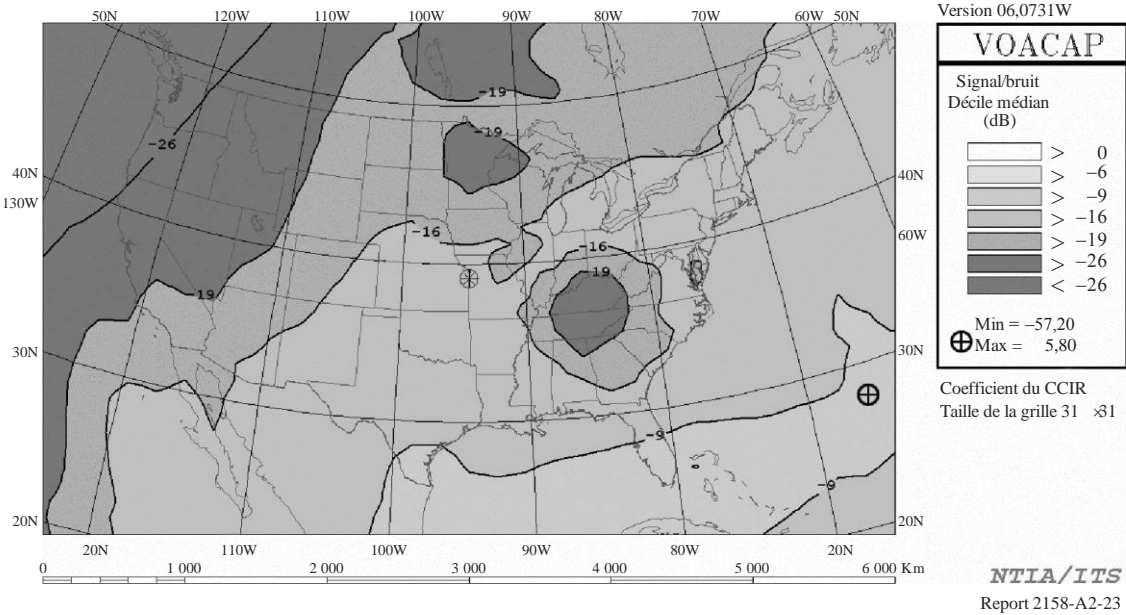 50N 120W 110W 100W 90W 80W 70W 60W 50N
Version 06,0731W
VOACAP
Signal/bruit
Décile médian
(dB)
> 0
> −6
> −9
> −16
> −19
> −26
< −26
Min = −57,20
Max = 5,80
Coefficient du CCIR
Taille de la grille 31 ×31
-19
-19
-26
40N
130W
40N
60W
-16
-16
-19
-19
30N
30N
-9
-9
20N
20N
20N 110W 100W 90W 80W 20N
0 1 000 2 000 3 000 4 000 5 000 6 000 Km
NTIA/ITS
Report 2158-A2-23